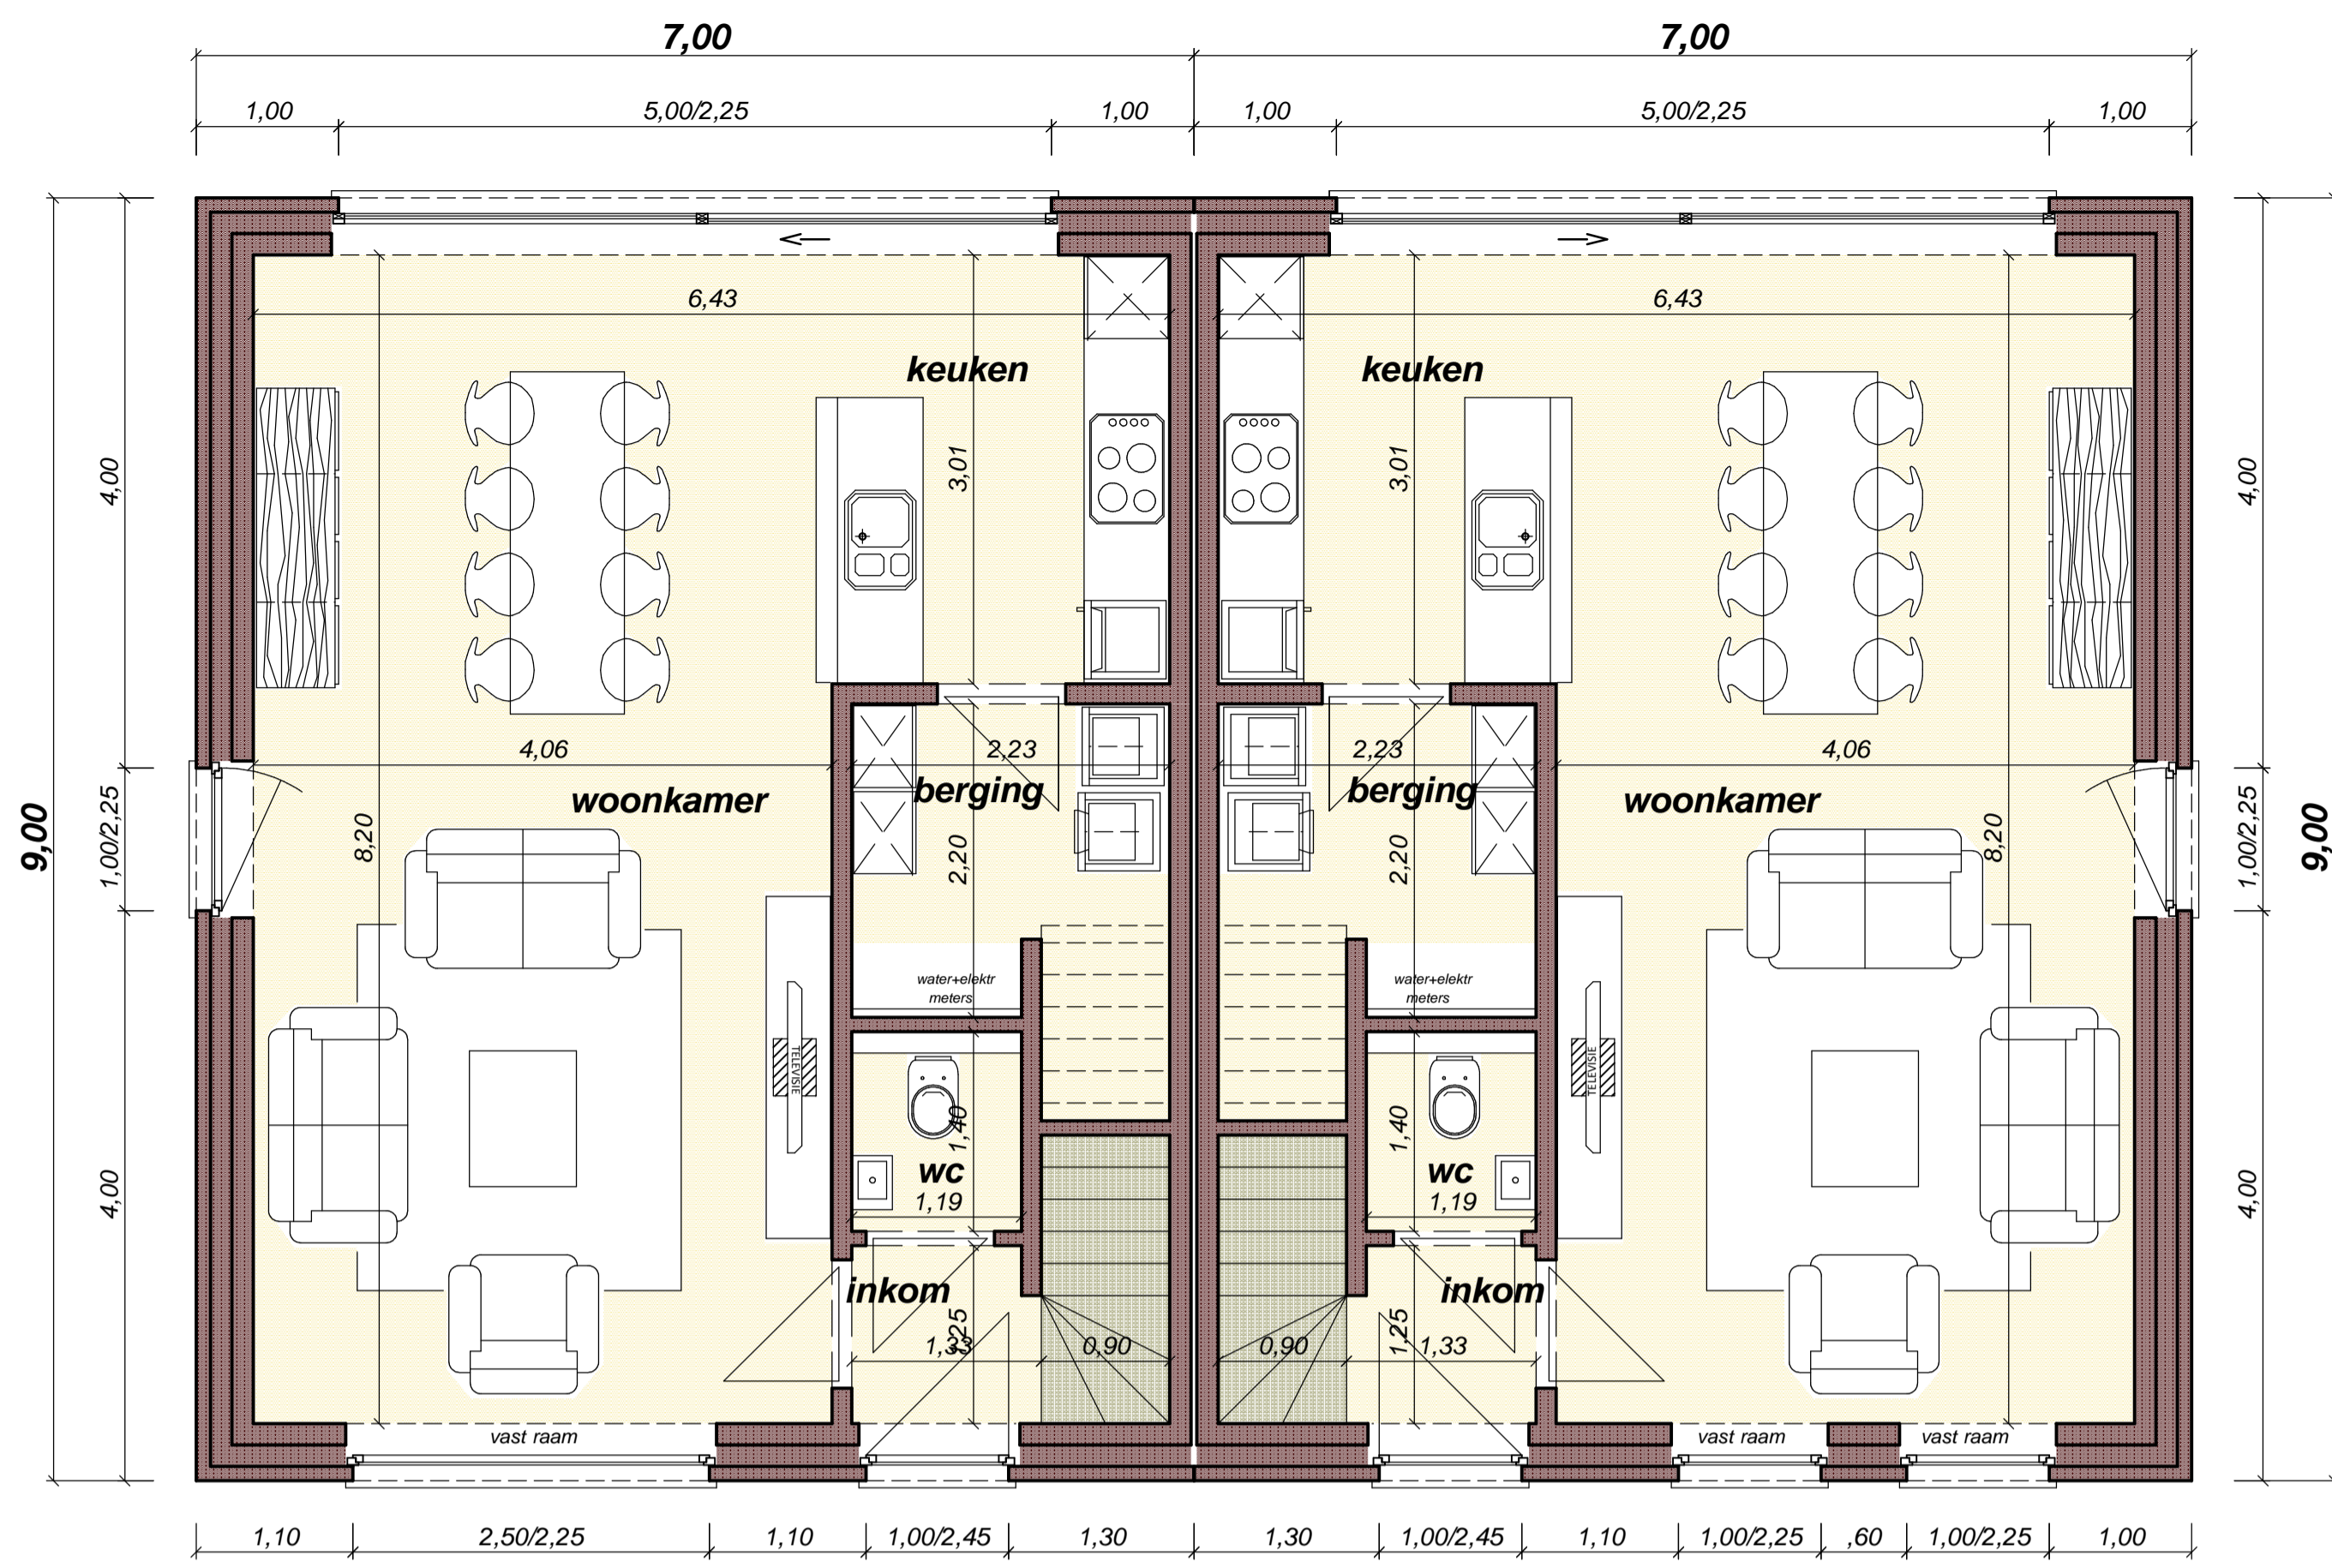 7,00 7,00
1,00 5,00/2,25 1,00 1,00 5,00/2,25 1,00
6,43 6,43
keuken keuken
4,00 3,01 3,01 4,00
4,06 2,23 2,23 4,06
woonkamer berging berging woonkamer
9,00 1,00/2,25 8,20 2,20 2,20 8,20 1,00/2,25 9,00
water+elektr water+elektr
meters meters
TELEVISIE TELEVISIE
4,00 1,40 1,40 4,00
wc wc
1,19 1,19
inkom inkom
1,25 1,25
1,33 0,90 0,90 1,33
vast raam vast raam vast raam
1,10 2,50/2,25 1,10 1,00/2,45 1,30 1,30 1,00/2,45 1,10 1,00/2,25 ,60 1,00/2,25 1,00